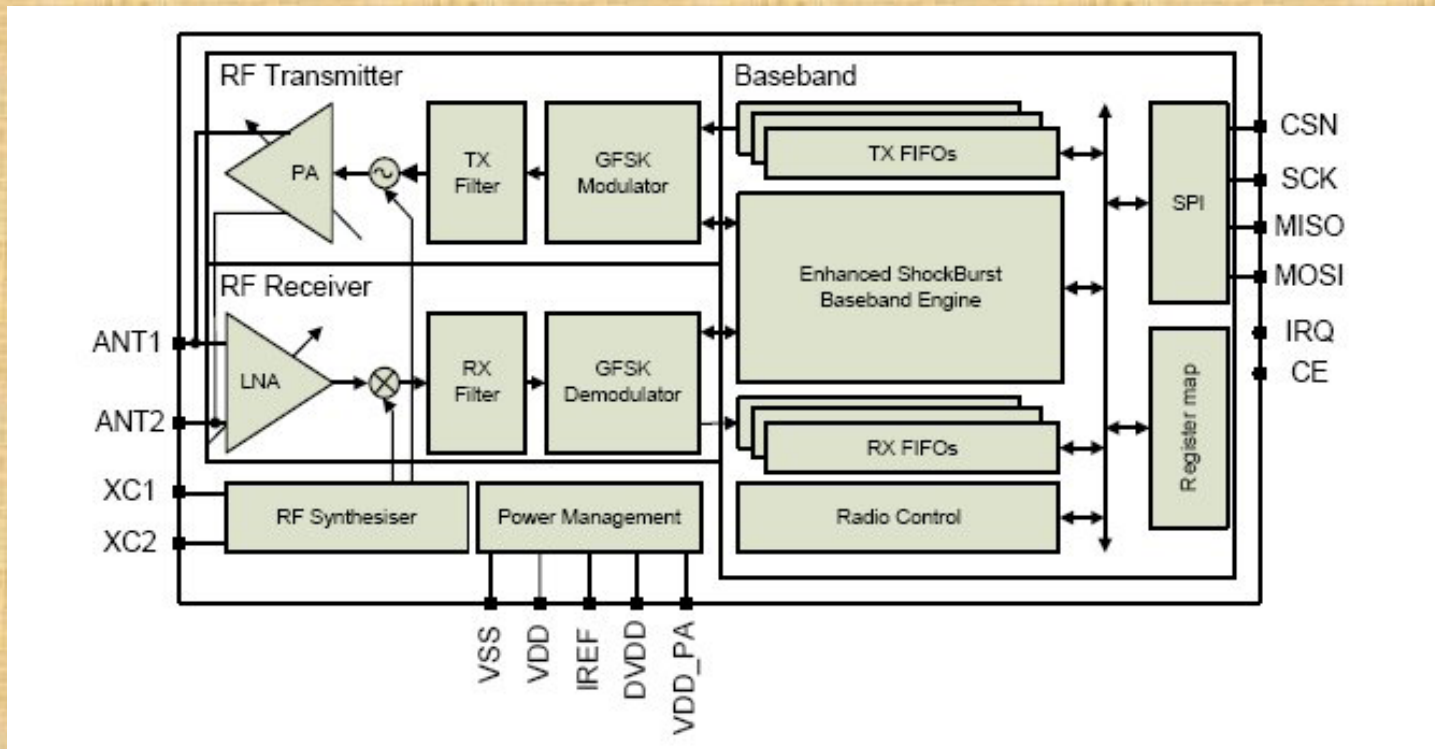 RF Transmitter
PA
TX
Filter
GFSK
Modulator
RF Receiver
LNA
RX
Filter
GFSK
Demodulator
Baseband
TX FIFOs
Enhanced ShockBurst
Baseband Engine
RX FIFOs
Radio Control
SPI
Register map
RF Synthesiser
Power Management
ANT1
ANT2
XC1
XC2
CSN
SCK
MISO
MOSI
IRQ
CE
VSS
VDD
IREF
DVDD
VDD_PA